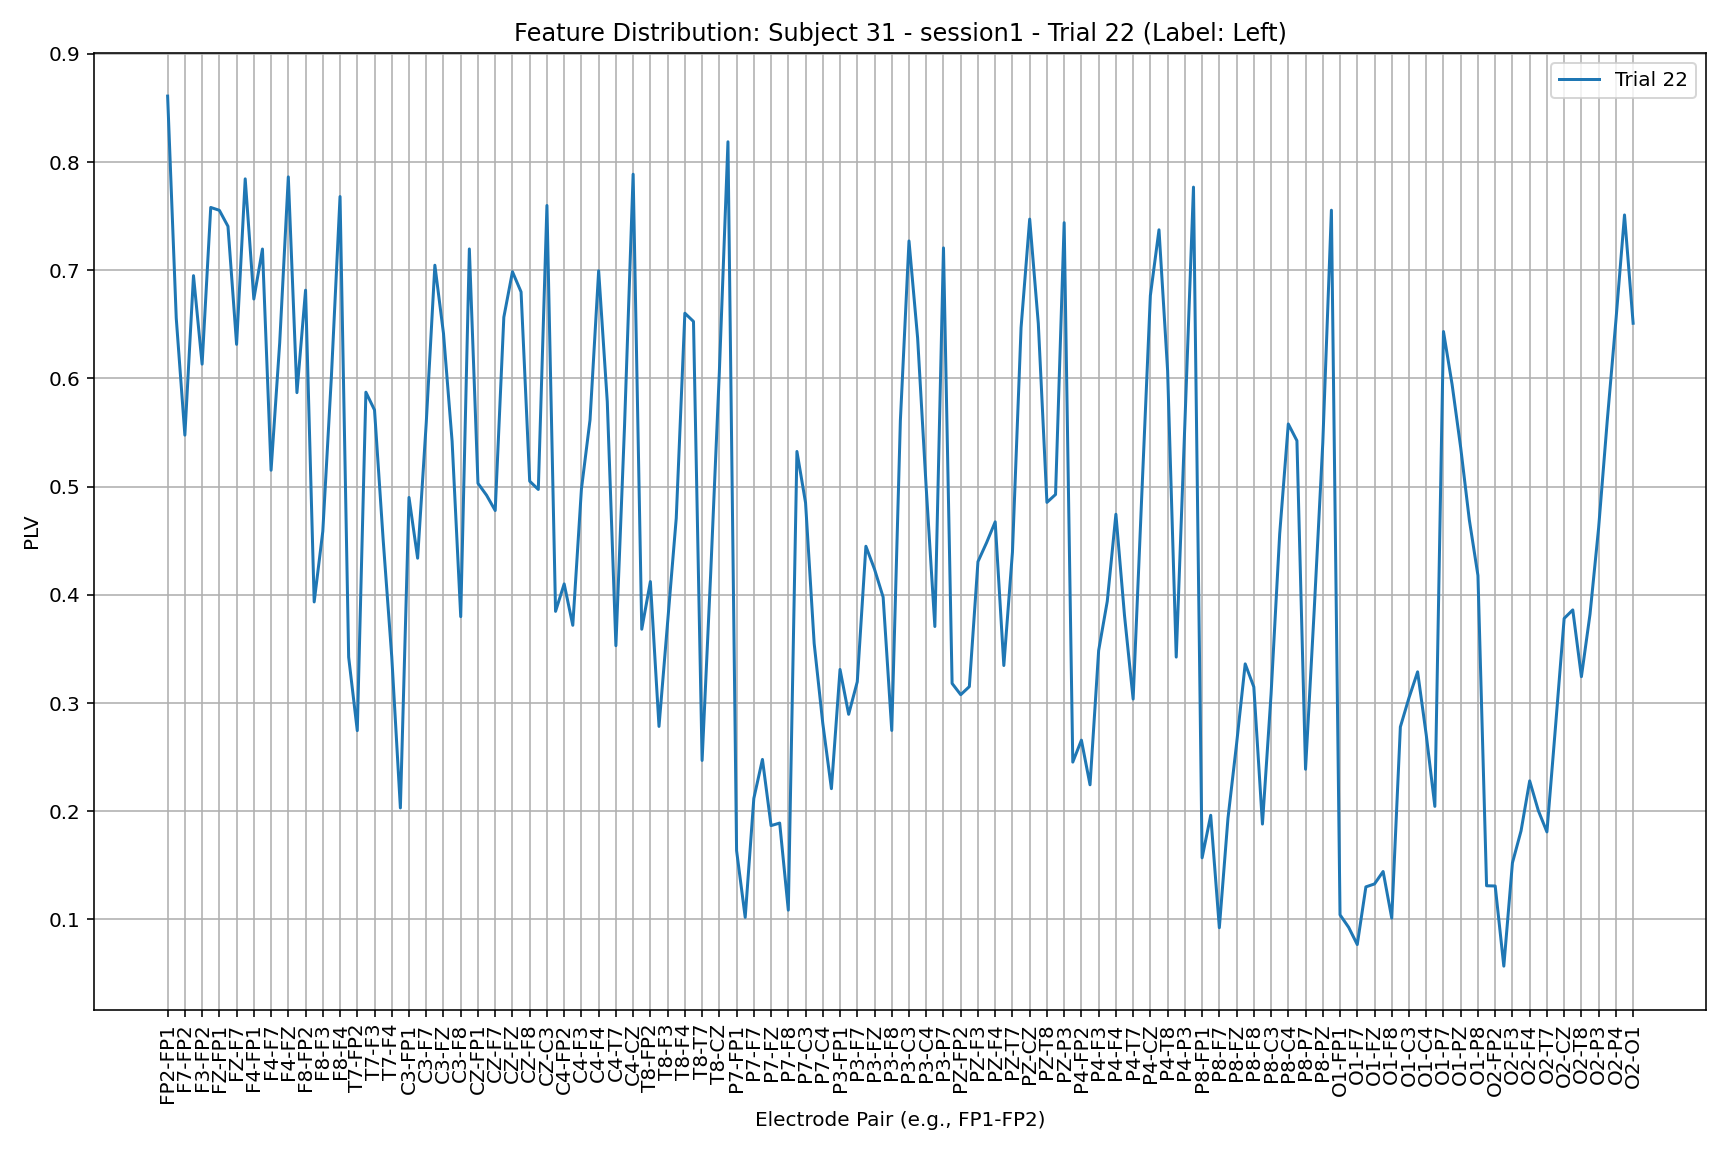 Feature Distribution: Subject 31 - session1 - Trial 22 (Label: Left)
Trial 22
0.9
0.8
0.7
0.6
0.5
0.4
0.3
0.2
0.1
PLV
FP2-FP1
F7-FP2
F3-FP2
FZ-FP1
FZ-F7
F4-FP1
F4-F7
F4-FZ
F8-FP2
F8-F3
F8-F4
T7-FP2
T7-F3
T7-F4
C3-FP1
C3-F7
C3-FZ
C3-F8
CZ-FP1
CZ-F7
CZ-FZ
CZ-F8
CZ-C3
C4-FP2
C4-F3
C4-F4
C4-T7
C4-CZ
T8-FP2
T8-F3
T8-F4
T8-T7
T8-CZ
P7-FP1
P7-F7
P7-FZ
P7-F8
P7-C3
P7-C4
P3-FP1
P3-F7
P3-FZ
P3-F8
P3-C3
P3-C4
P3-P7
PZ-FP2
PZ-F3
PZ-F4
PZ-T7
PZ-CZ
PZ-T8
PZ-P3
P4-FP2
P4-F3
P4-F4
P4-T7
P4-CZ
P4-T8
P4-P3
P8-FP1
P8-F7
P8-FZ
P8-F8
P8-C3
P8-C4
P8-P7
P8-PZ
O1-FP1
O1-F7
O1-FZ
O1-F8
O1-C3
O1-C4
O1-P7
O1-PZ
O1-P8
O2-FP2
O2-F3
O2-F4
O2-T7
O2-CZ
O2-T8
O2-P3
O2-P4
O2-O1
Electrode Pair (e.g., FP1-FP2)